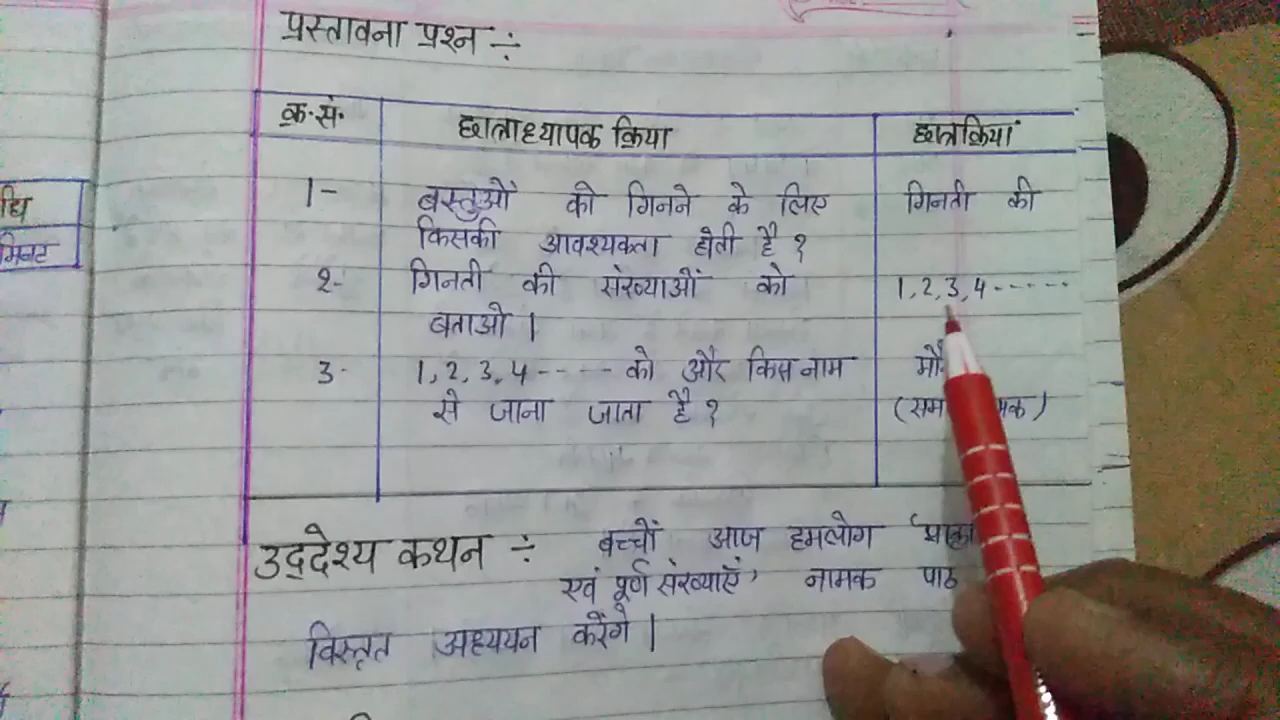 प्रस्तावना प्रश्न ÷
क्र.सं. छात्राध्यापक क्रिया छात्रक्रियां
1- बस्तुओं को गिनने के लिए गिनती की
किसकी आवश्यकता होती है ?
2- गिनती की संख्याओं को 1, 2, 3, 4 ------
बताओ ।
3- 1, 2, 3, 4 ---- को और किस नाम
से जाना जाता है ?
उद्देश्य कथन ÷ बच्चों आज हमलोग
एवं पूर्ण संख्याएँ' नामक पाठ
विस्तृत अध्ययन करेंगे ।